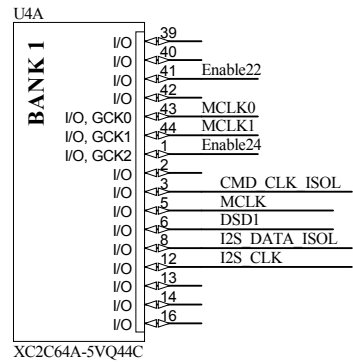 U4A
BANK 1
I/O 39
I/O 40
I/O 41 Enable22
I/O 42
I/O, GCK0 43 MCLK0
I/O, GCK1 44 MCLK1
I/O, GCK2 1 Enable24
I/O 2
I/O 3 CMD_CLK_ISOL
I/O 5 MCLK
I/O 6 DSD1
I/O 8 I2S_DATA_ISOL
I/O 12 I2S_CLK
I/O 13
I/O 14
I/O 16
XC2C64A-5VQ44C